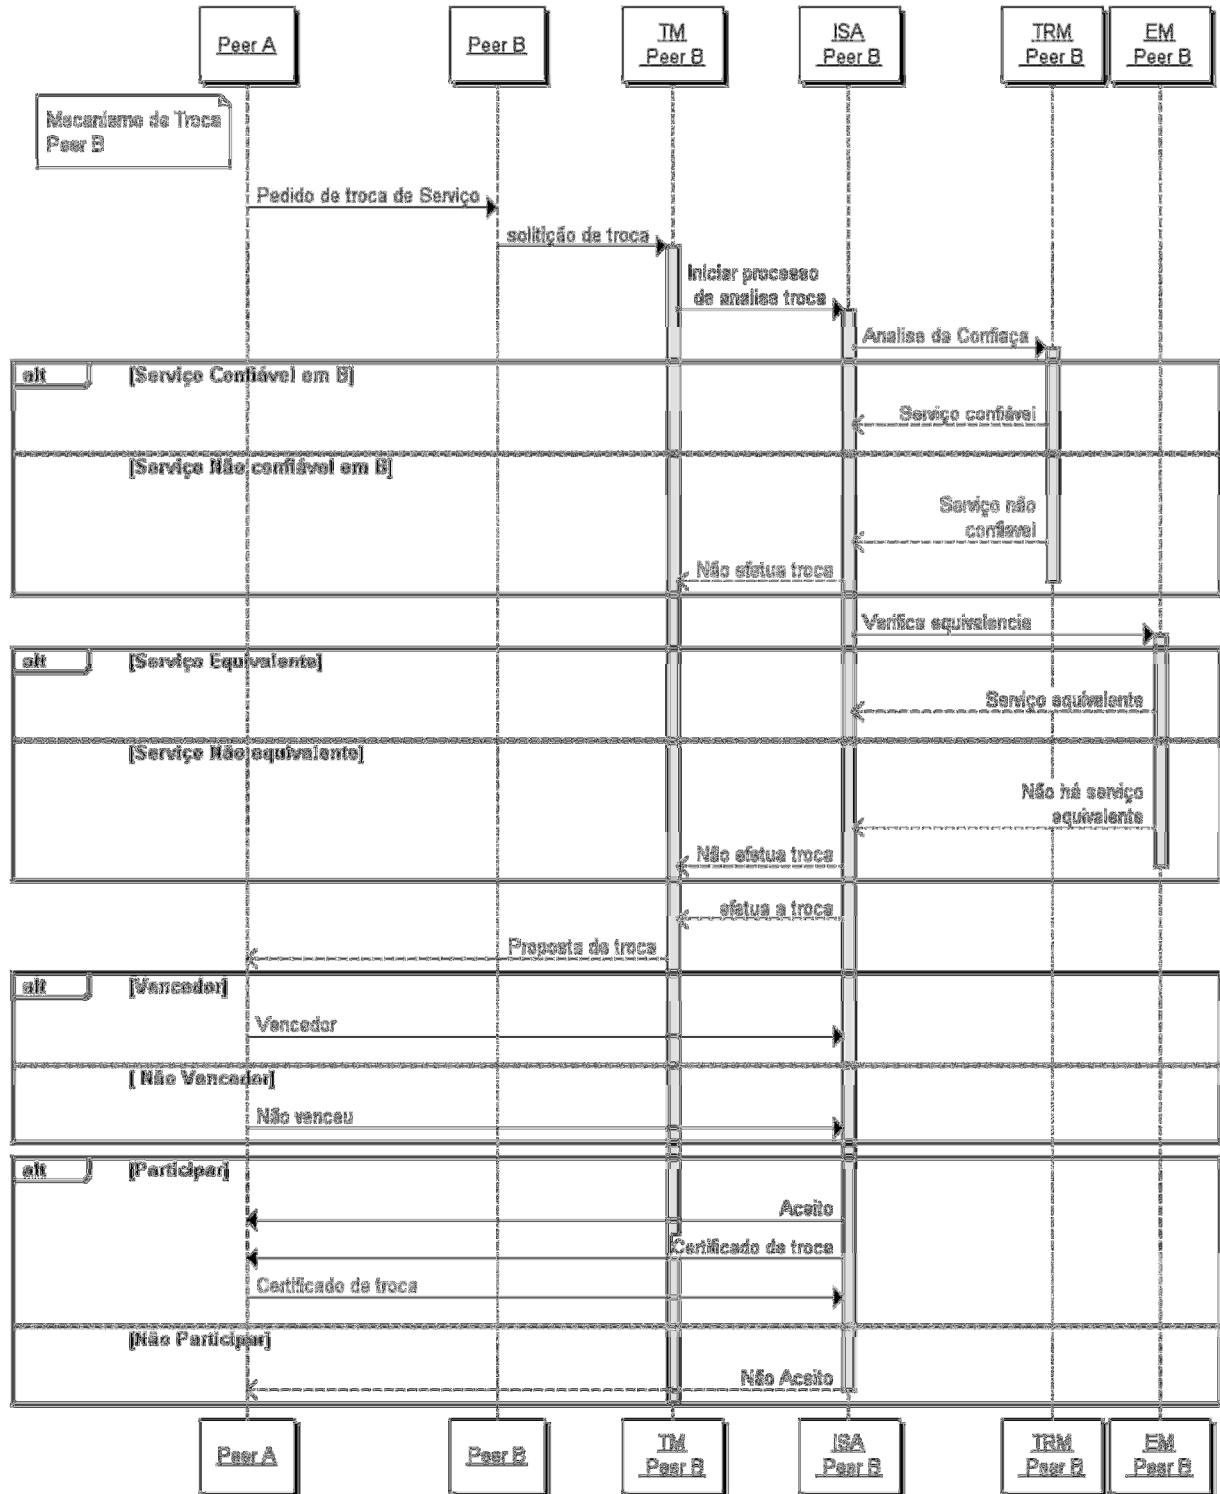 Peer A
Peer B
TM
Peer B
ISA
Peer B
TRM
Peer B
EM
Peer B
Mecanismo de Troca
Peer B
Pedido de troca de Serviço
solitição de troca
Iniciar processo
de analise troca
Analise da Confiaça
alt
[Serviço Confiável em B]
Serviço confiável
[Serviço Não confiável em B]
Serviço não
confiavel
Não efetua troca
Verifica equivalencia
alt
[Serviço Equivalente]
Serviço equivalente
[Serviço Não equivalente]
Não há serviço
equivalente
Não efetua troca
efetua a troca
Proposta de troca
alt
[Vencedor]
Vencedor
[ Não Vencedor]
Não venceu
alt
[Participar]
Aceito
Certificado de troca
Certificado de troca
[Não Participar]
Não Aceito
Peer A
Peer B
TM
Peer B
ISA
Peer B
TRM
Peer B
EM
Peer B